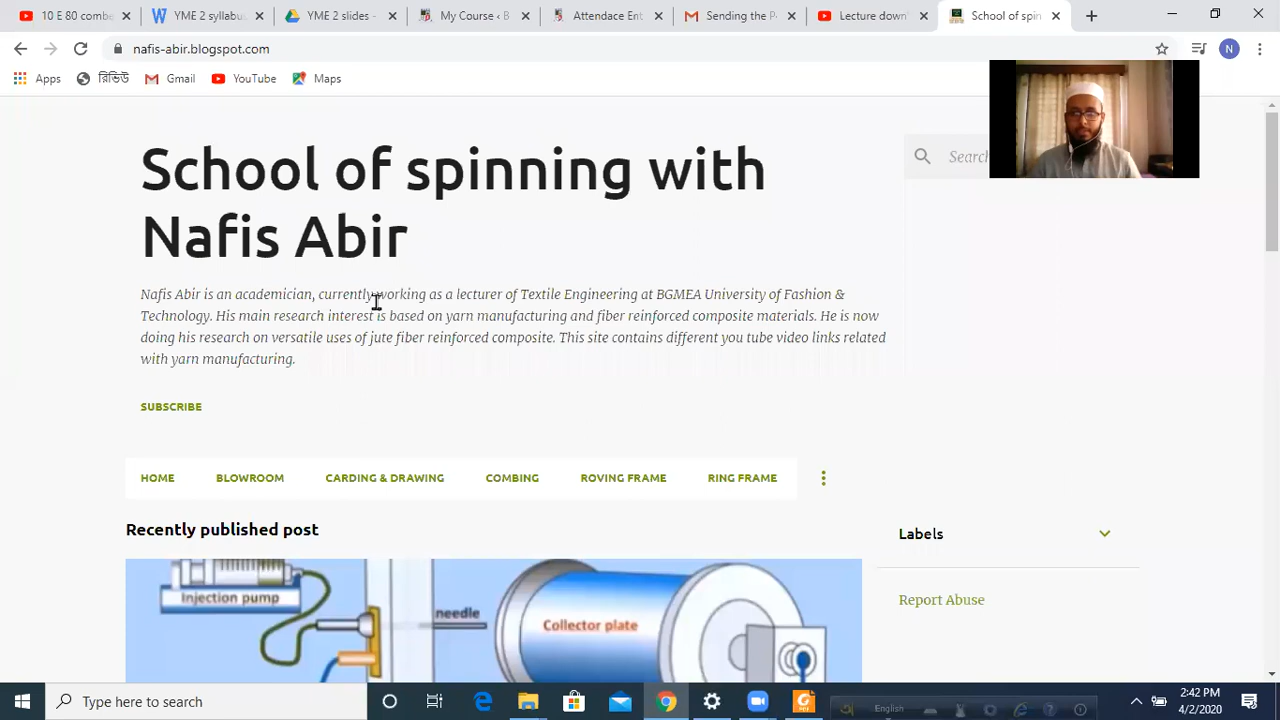 10 E 80 combe
YME 2 syllabu
YME 2 slides -
My Course
Attendace Ent
Sending the P
Lecture down
School of spin
nafis-abir.blogspot.com
N
Apps
রিভিউ
Gmail
YouTube
Maps
School of spinning with
Nafis Abir
Search
Nafis Abir is an academician, currently working as a lecturer of Textile Engineering at BGMEA University of Fashion &
Technology. His main research interest is based on yarn manufacturing and fiber reinforced composite materials. He is now
doing his research on versatile uses of jute fiber reinforced composite. This site contains different you tube video links related
with yarn manufacturing.
SUBSCRIBE
HOME BLOWROOM CARDING & DRAWING COMBING ROVING FRAME RING FRAME
Recently published post
Labels
Report Abuse
Injection pump
needle
Collector plate
Type here to search
English
2:42 PM
4/2/2020